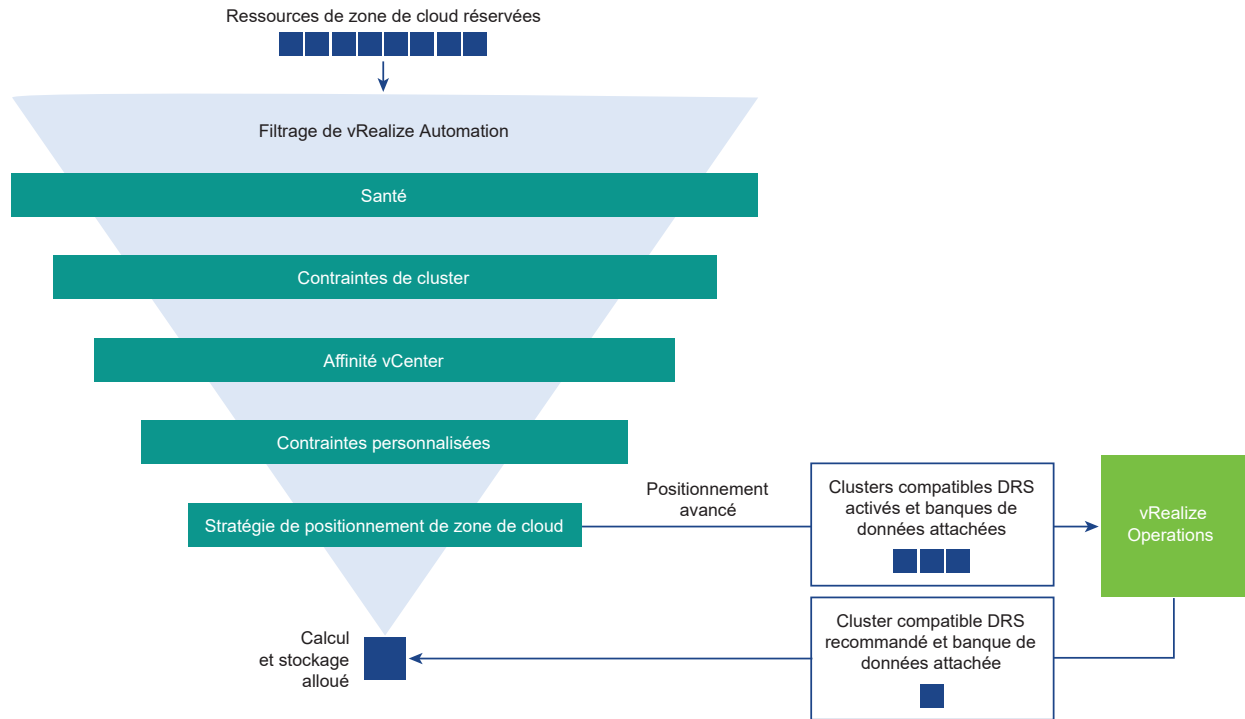 Ressources de zone de cloud réservées
Filtrage de vRealize Automation
Santé
Contraintes de cluster
Affinité vCenter
Contraintes personnalisées
Stratégie de positionnement de zone de cloud
Positionnement
avancé
Clusters compatibles DRS
activés et banques de
données attachées
vRealize
Operations
Cluster compatible DRS
recommandé et banque de
données attachée
Calcul
et stockage
alloué